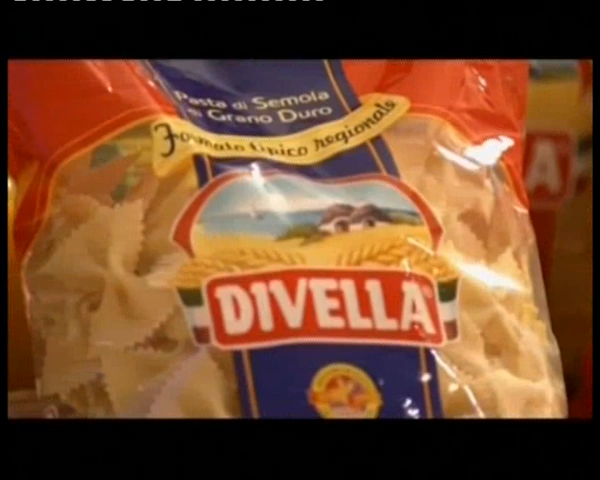 Pasta di Semola
di Grano Duro
Formato tipico regionale
DIVELLA
A